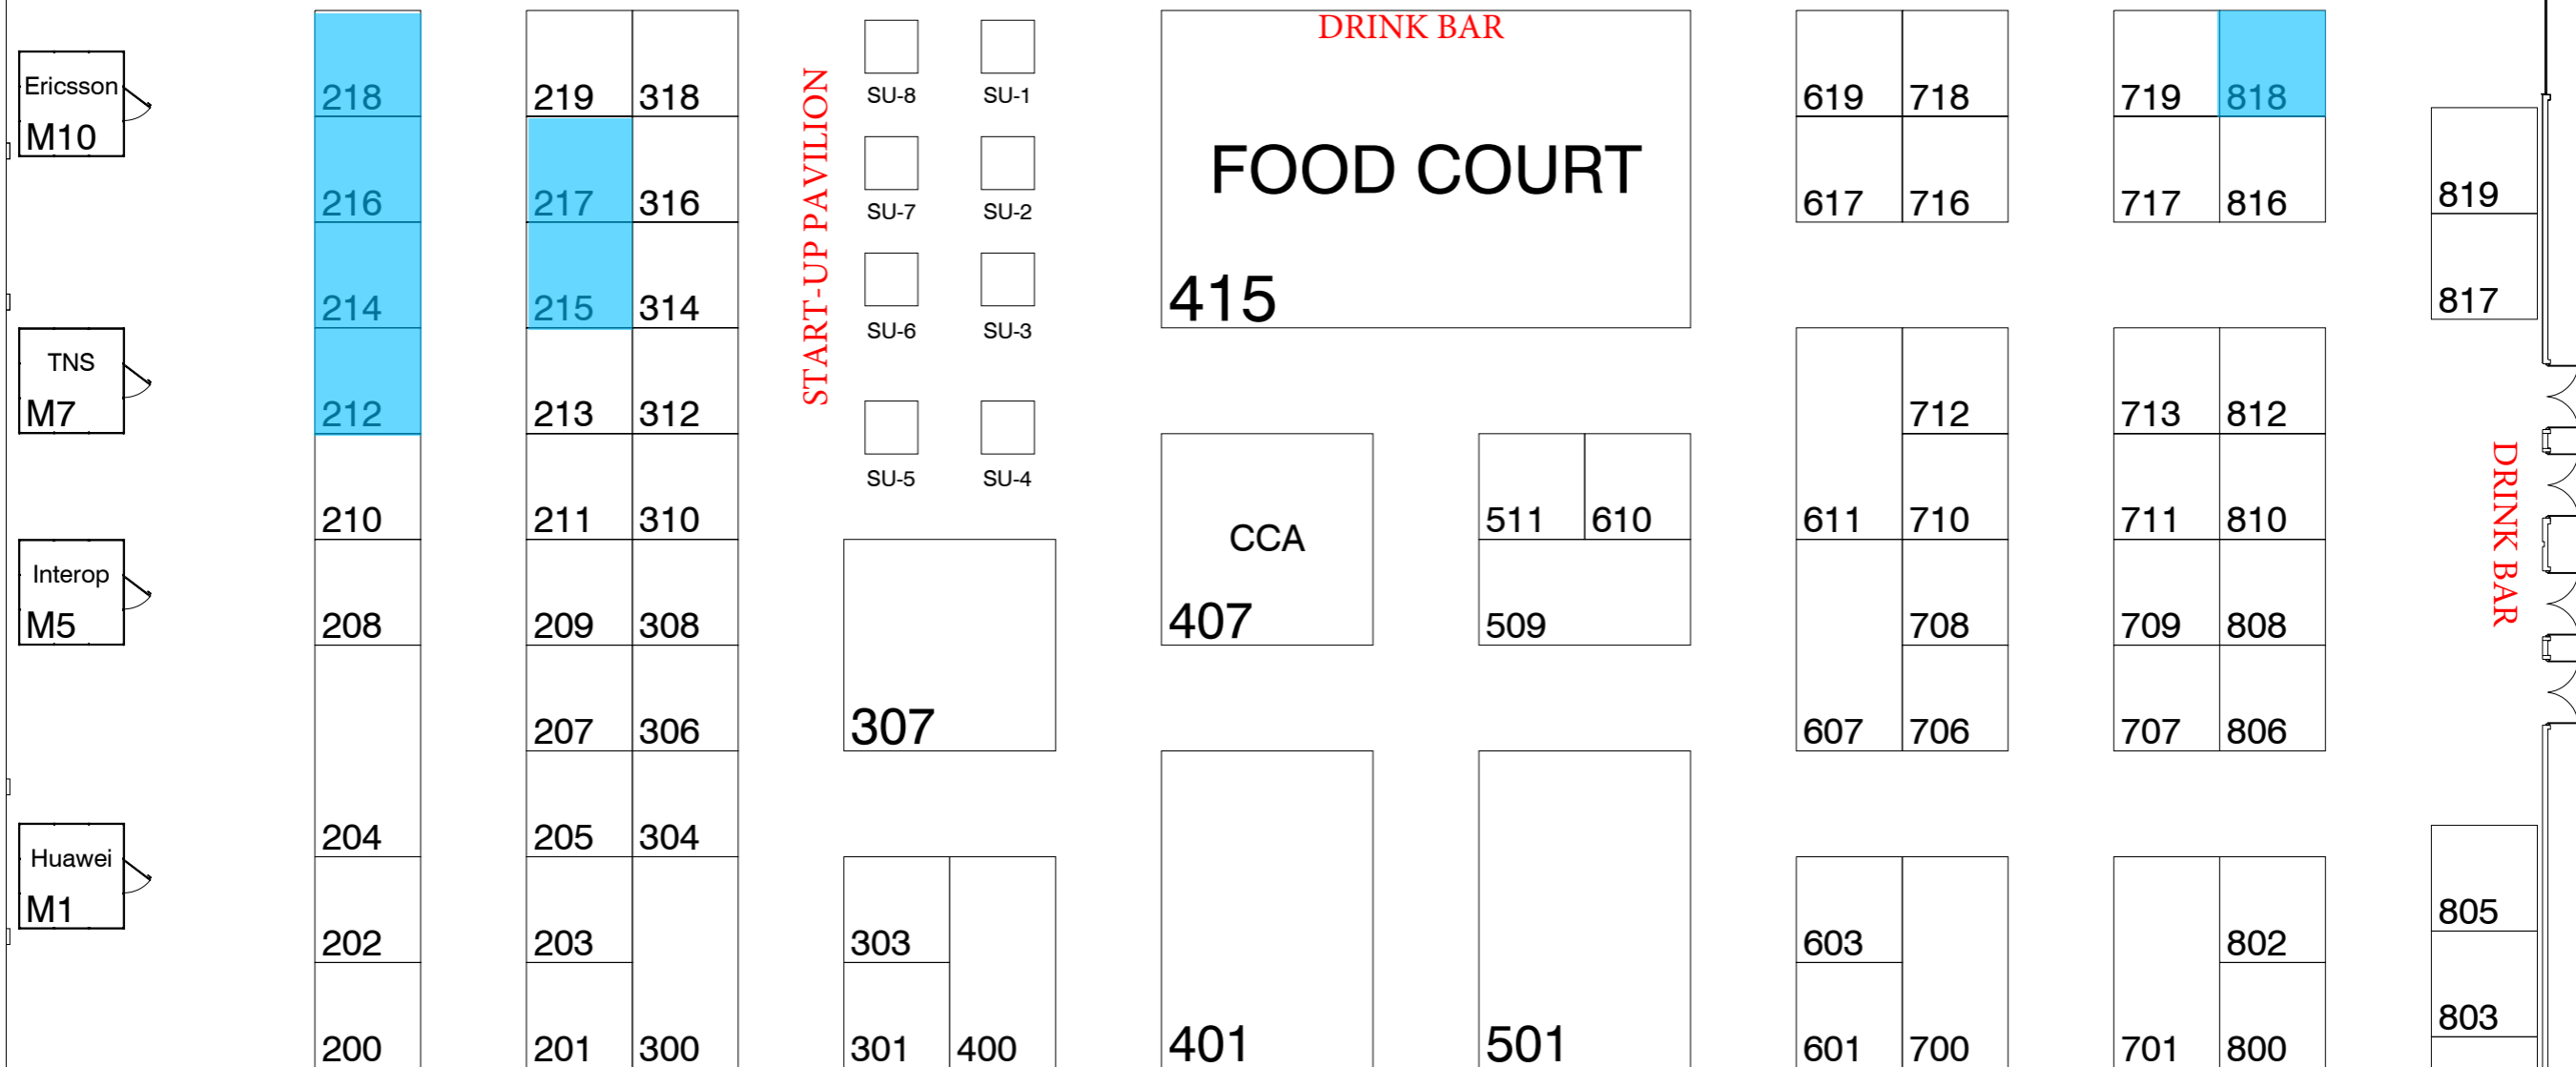 DRINK BAR
Ericsson
M10
218
219 318
SU-8 SU-1
619 718
719 818
START-UP PAVILION
FOOD COURT
216
217 316
SU-7 SU-2
617 716
717 816
819
214
215 314
SU-6 SU-3
415
817
TNS
M7
212
213 312
712
713 812
SU-5 SU-4
DRINK BAR
210
211 310
CCA
511 610
611 710
711 810
Interop
M5
208
209 308
407
509
708
709 808
207 306
307
607 706
707 806
204
205 304
Huawei
M1
202
203
303
603
802
805
803
200
201 300
301 400
401
501
601 700
701 800